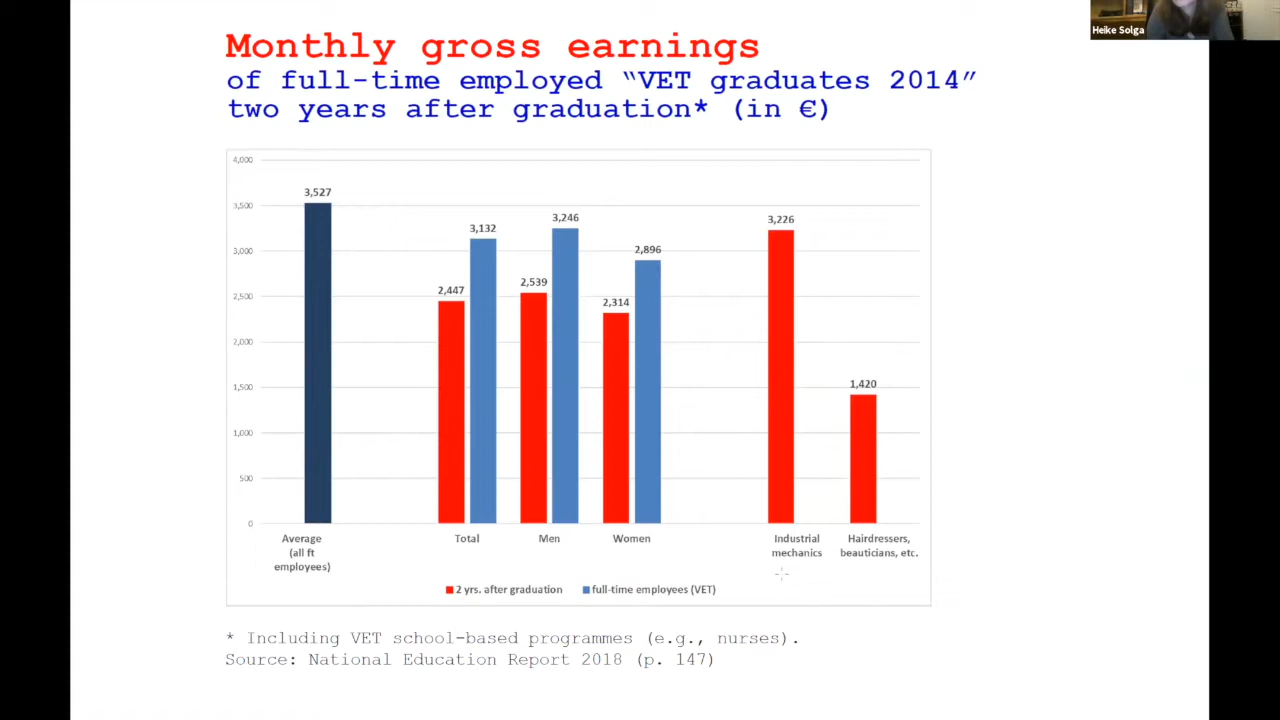 Heike Solga
Monthly gross earnings
of full-time employed “VET graduates 2014”
two years after graduation* (in €)
4,000
3,500
3,000
2,500
2,000
1,500
1,000
500
0
3,527
2,447
3,132
2,539
3,246
2,314
2,896
3,226
1,420
Average
(all ft
employees)
Total
Men
Women
Industrial
mechanics
Hairdressers,
beauticians, etc.
2 yrs. after graduation
full-time employees (VET)
* Including VET school-based programmes (e.g., nurses).
Source: National Education Report 2018 (p. 147)